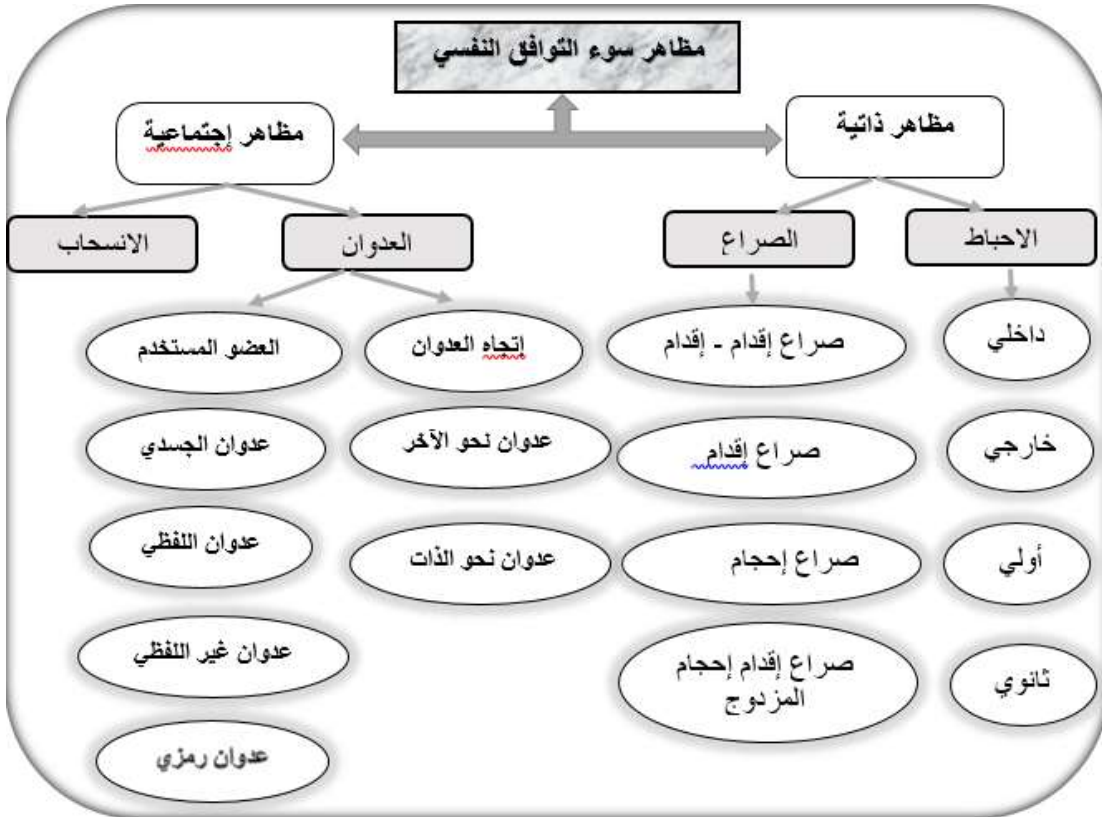 مظاهر سوء التوافق النفسي
مظاهر ذاتية
مظاهر إجتماعية
الاحباط
الصراع
العدوان
الانسحاب
داخلي
صراع إقدام - إقدام
إتجاه العدوان
العضو المستخدم
خارجي
صراع إقدام
عدوان نحو الآخر
عدوان الجسدي
أولي
صراع إحجام
عدوان نحو الذات
عدوان اللفظي
ثانوي
صراع إقدام إحجام
المزدوج
عدوان غير اللفظي
عدوان رمزي